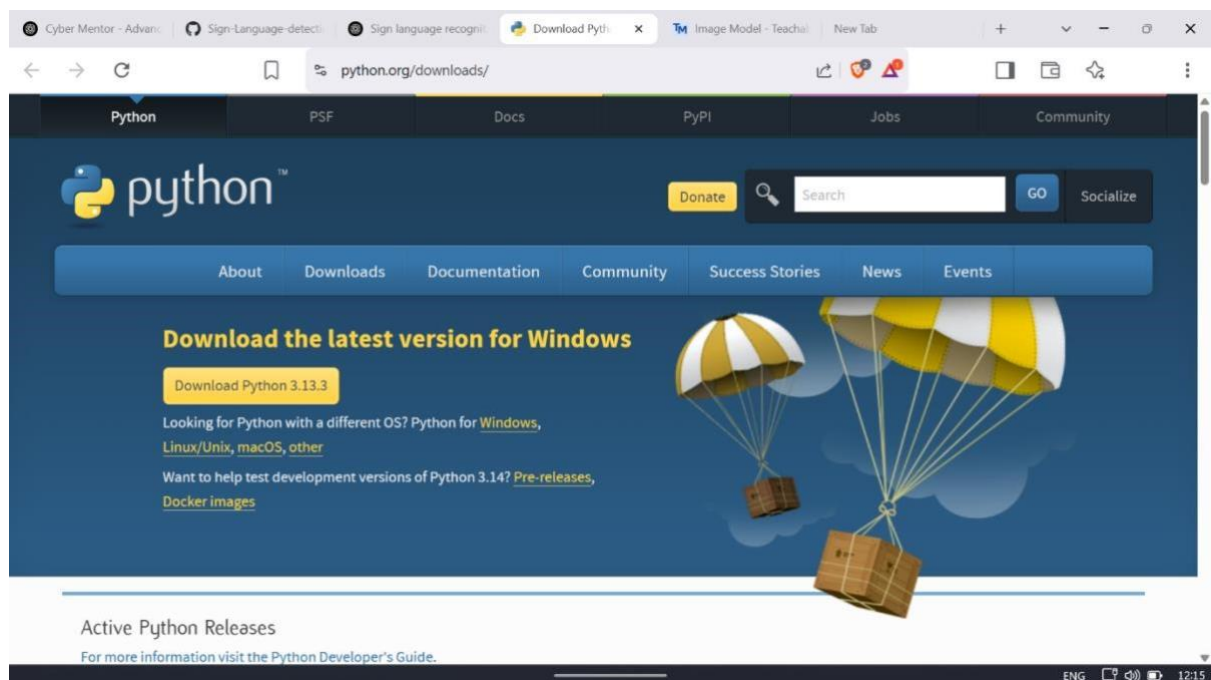 Cyber Mentor - Advanc
Sign-Language-detecti
Sign language recognit
Download Pyth
TM Image Model - Teachal
New Tab
python.org/downloads/
Python
PSF
Docs
PyPI
Jobs
Community
python™
Donate
Search
GO
Socialize
About
Downloads
Documentation
Community
Success Stories
News
Events
Download the latest version for Windows
Download Python 3.13.3
Looking for Python with a different OS? Python for Windows,
Linux/Unix, macOS, other
Want to help test development versions of Python 3.14? Pre-releases,
Docker images
Active Python Releases
For more information visit the Python Developer's Guide.
ENG
12:15